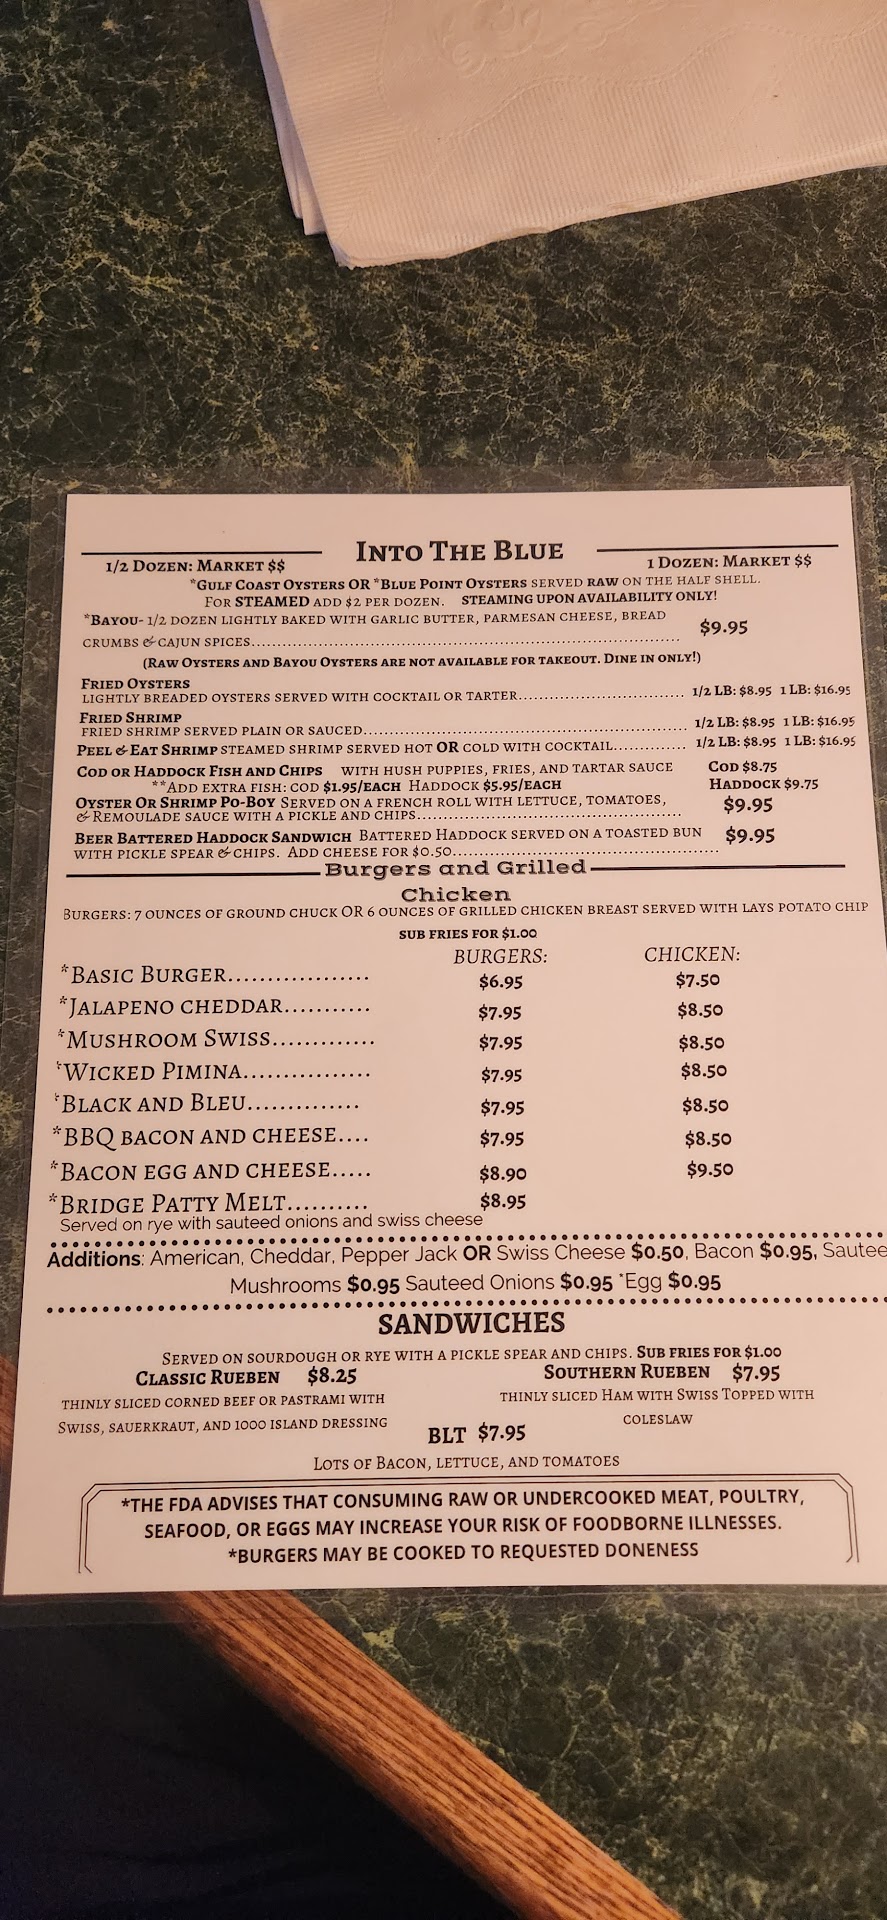 INTO THE BLUE
1/2 DOZEN: MARKET $$ 1 DOZEN: MARKET $$
*GULF COAST OYSTERS OR *BLUE POINT OYSTERS SERVED RAW ON THE HALF SHELL.
FOR STEAMED ADD $2 PER DOZEN. STEAMING UPON AVAILABILITY ONLY!
*BAYOU- 1/2 DOZEN LIGHTLY BAKED WITH GARLIC BUTTER, PARMESAN CHEESE, BREAD
CRUMBS & CAJUN SPICES.......... $9.95
(RAW OYSTERS AND BAYOU OYSTERS ARE NOT AVAILABLE FOR TAKEOUT. DINE IN ONLY!)
FRIED OYSTERS
LIGHTLY BREADED OYSTERS SERVED WITH COCKTAIL OR TARTER.......... 1/2 LB: $8.95 1 LB: $16.95
FRIED SHRIMP
FRIED SHRIMP SERVED PLAIN OR SAUCED.......... 1/2 LB: $8.95 1 LB: $16.95
PEEL & EAT SHRIMP STEAMED SHRIMP SERVED HOT OR COLD WITH COCKTAIL.......... 1/2 LB: $8.95 1 LB: $16.95
COD OR HADDOCK FISH AND CHIPS WITH HUSH PUPPIES, FRIES, AND TARTAR SAUCE COD $8.75
**ADD EXTRA FISH: COD $1.95/EACH HADDOCK $5.95/EACH HADDOCK $9.75
OYSTER OR SHRIMP PO-BOY SERVED ON A FRENCH ROLL WITH LETTUCE, TOMATOES,
& REMOULADE SAUCE WITH A PICKLE AND CHIPS.......... $9.95
BEER BATTERED HADDOCK SANDWICH BATTERED HADDOCK SERVED ON A TOASTED BUN
WITH PICKLE SPEAR & CHIPS. ADD CHEESE FOR $0.50.......... $9.95
Burgers and Grilled
Chicken
BURGERS: 7 OUNCES OF GROUND CHUCK OR 6 OUNCES OF GRILLED CHICKEN BREAST SERVED WITH LAYS POTATO CHIP
SUB FRIES FOR $1.00
BURGERS: CHICKEN:
*BASIC BURGER.................. $6.95 $7.50
*JALAPENO CHEDDAR........... $7.95 $8.50
*MUSHROOM SWISS............. $7.95 $8.50
*WICKED PIMINA................ $7.95 $8.50
*BLACK AND BLEU.............. $7.95 $8.50
*BBQ BACON AND CHEESE.... $7.95 $8.50
*BACON EGG AND CHEESE..... $8.90 $9.50
*BRIDGE PATTY MELT.......... $8.95
Served on rye with sauteed onions and swiss cheese
Additions: American, Cheddar, Pepper Jack OR Swiss Cheese $0.50, Bacon $0.95, Sautee
Mushrooms $0.95 Sauteed Onions $0.95 *Egg $0.95
SANDWICHES
SERVED ON SOURDOUGH OR RYE WITH A PICKLE SPEAR AND CHIPS. SUB FRIES FOR $1.00
CLASSIC RUEBEN $8.25
THINLY SLICED CORNED BEEF OR PASTRAMI WITH
SWISS, SAUERKRAUT, AND 1000 ISLAND DRESSING
SOUTHERN RUEBEN $7.95
THINLY SLICED HAM WITH SWISS TOPPED WITH
COLESLAW
BLT $7.95
LOTS OF BACON, LETTUCE, AND TOMATOES
*THE FDA ADVISES THAT CONSUMING RAW OR UNDERCOOKED MEAT, POULTRY,
SEAFOOD, OR EGGS MAY INCREASE YOUR RISK OF FOODBORNE ILLNESSES.
*BURGERS MAY BE COOKED TO REQUESTED DONENESS